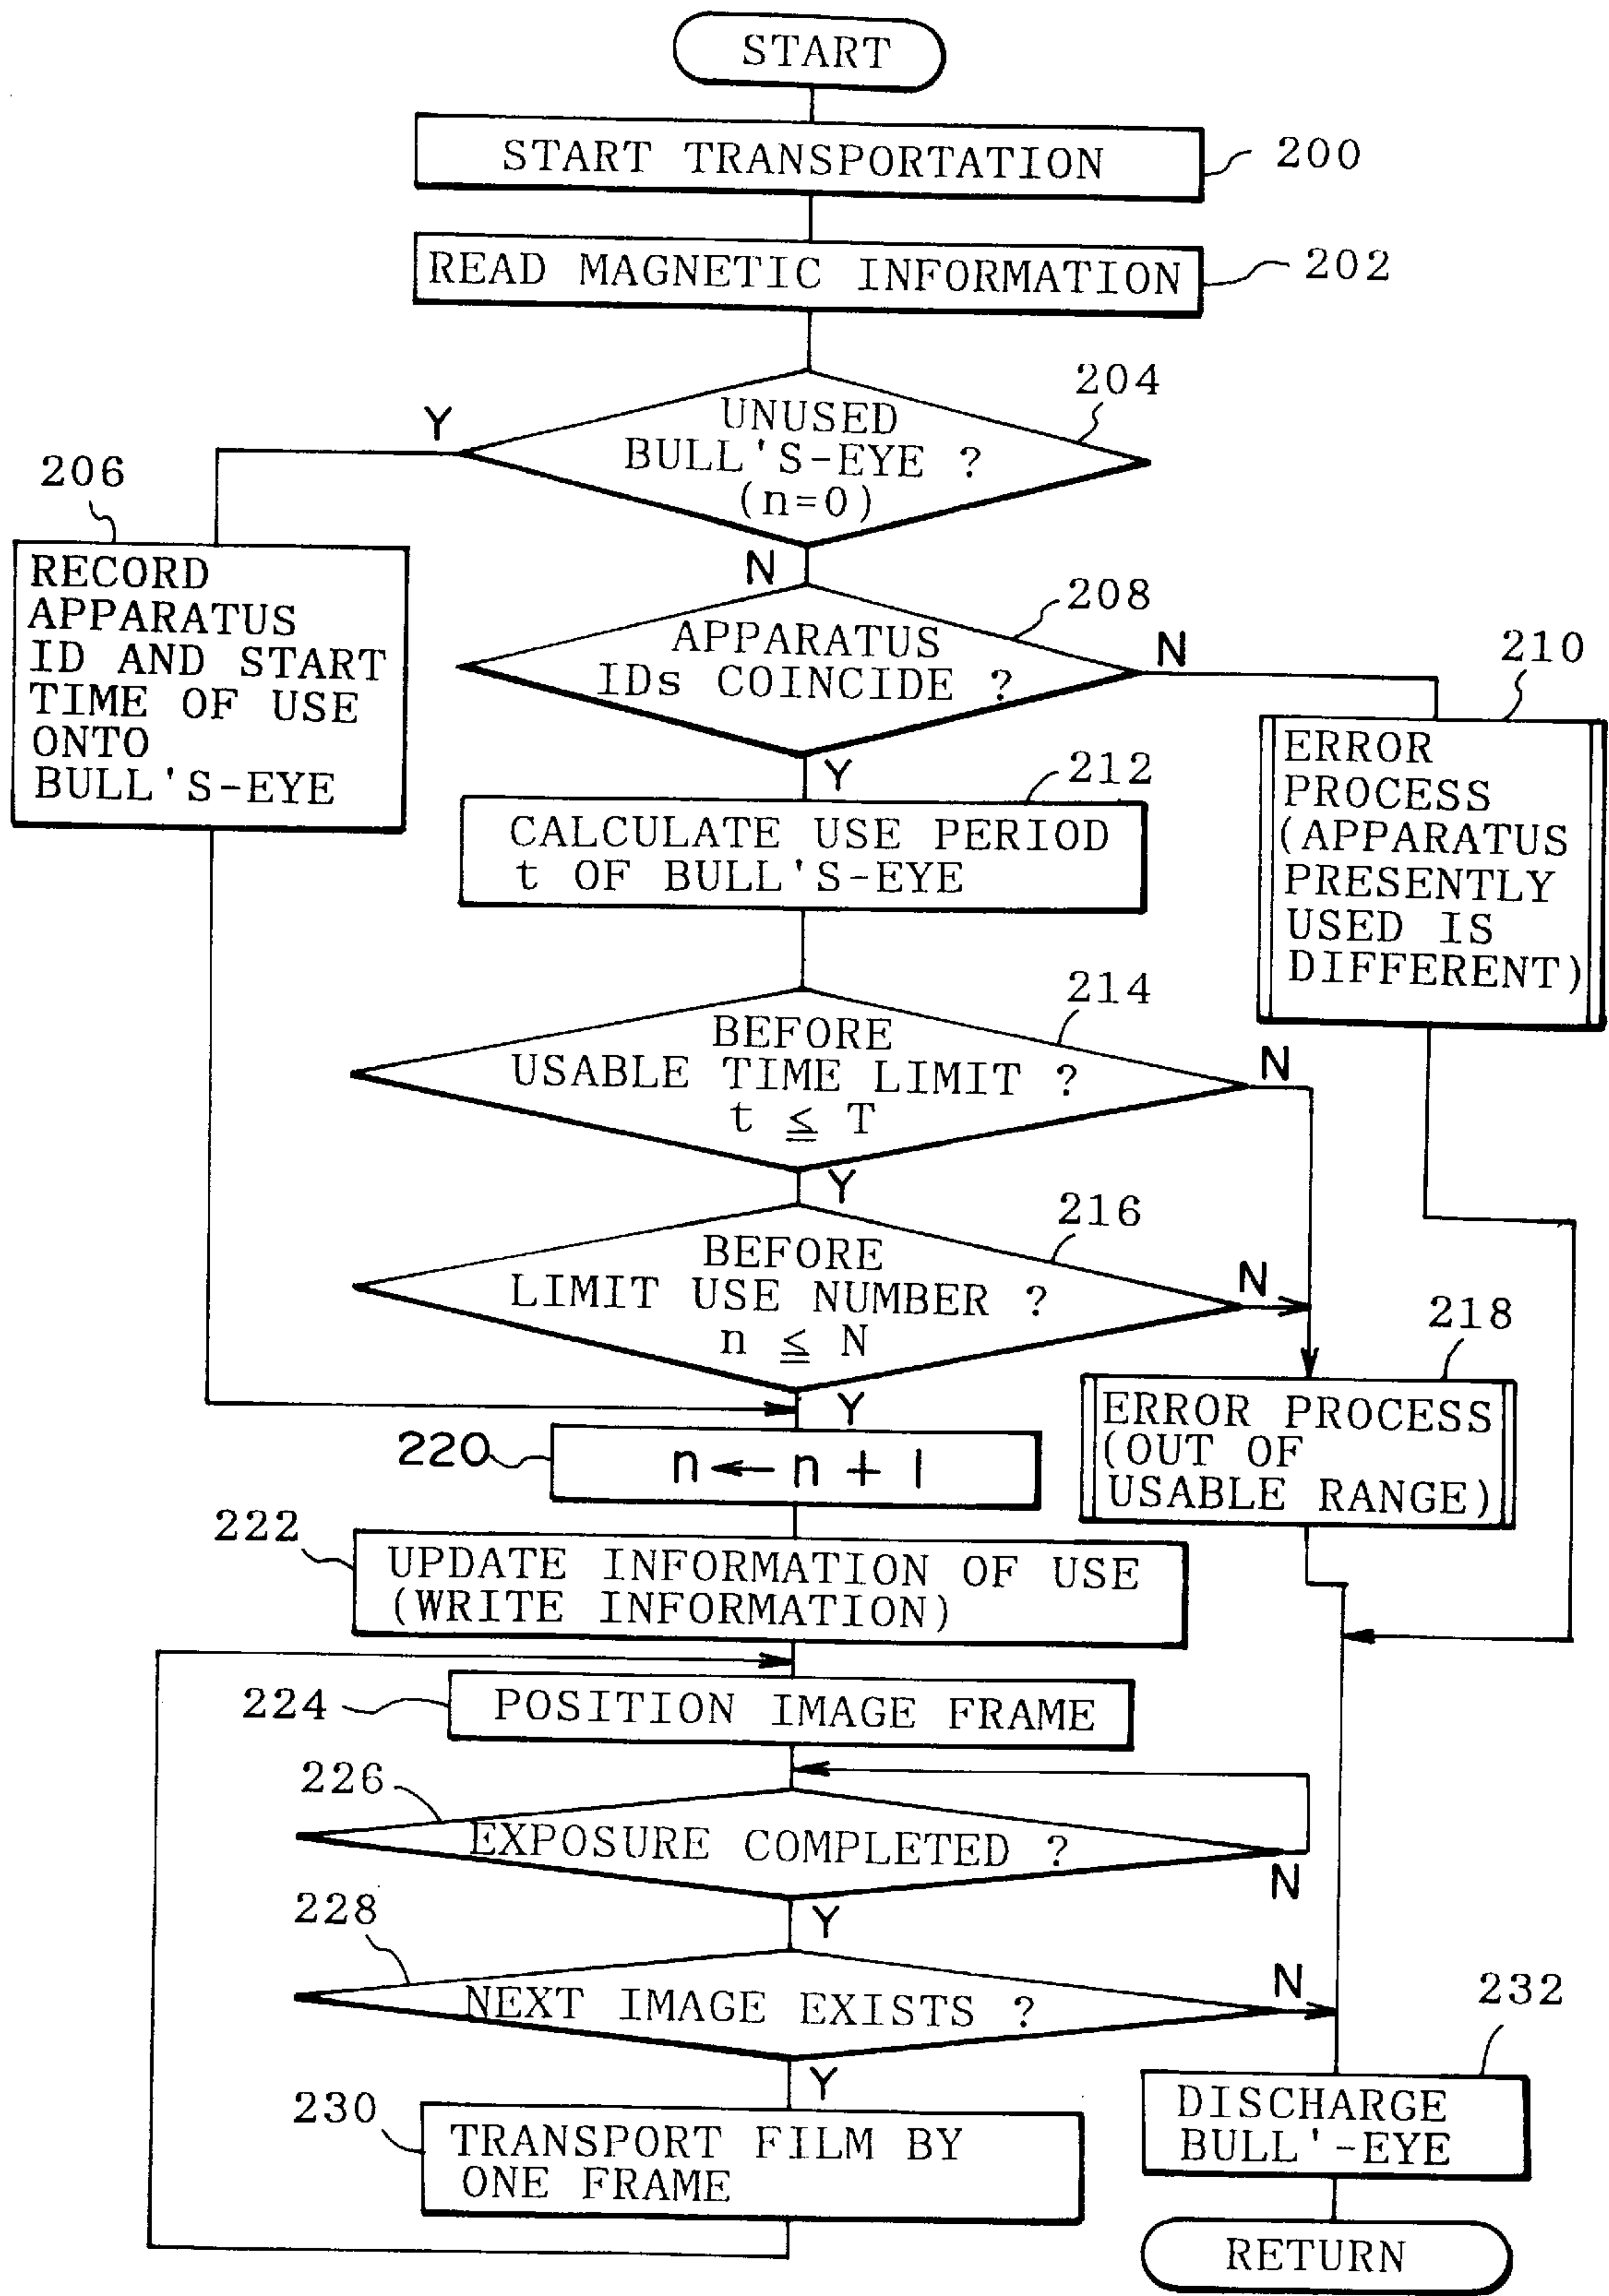 START
START TRANSPORTATION
200
READ MAGNETIC INFORMATION
202
204
UNUSED
BULL'S-EYE ?
(n=0)
Y
N
206
RECORD
APPARATUS
ID AND START
TIME OF USE
ONTO
BULL'S-EYE
208
APPARATUS
IDs COINCIDE ?
N
Y
210
ERROR
PROCESS
(APPARATUS
PRESENTLY
USED IS
DIFFERENT)
212
CALCULATE USE PERIOD
t OF BULL'S-EYE
214
BEFORE
USABLE TIME LIMIT ?
t ≦ T
N
Y
216
BEFORE
LIMIT USE NUMBER ?
n ≦ N
N
Y
218
ERROR PROCESS
(OUT OF
USABLE RANGE)
220
n ← n + 1
222
UPDATE INFORMATION OF USE
(WRITE INFORMATION)
224
POSITION IMAGE FRAME
226
EXPOSURE COMPLETED ?
N
Y
228
NEXT IMAGE EXISTS ?
N
Y
230
TRANSPORT FILM BY
ONE FRAME
232
DISCHARGE
BULL'-EYE
RETURN